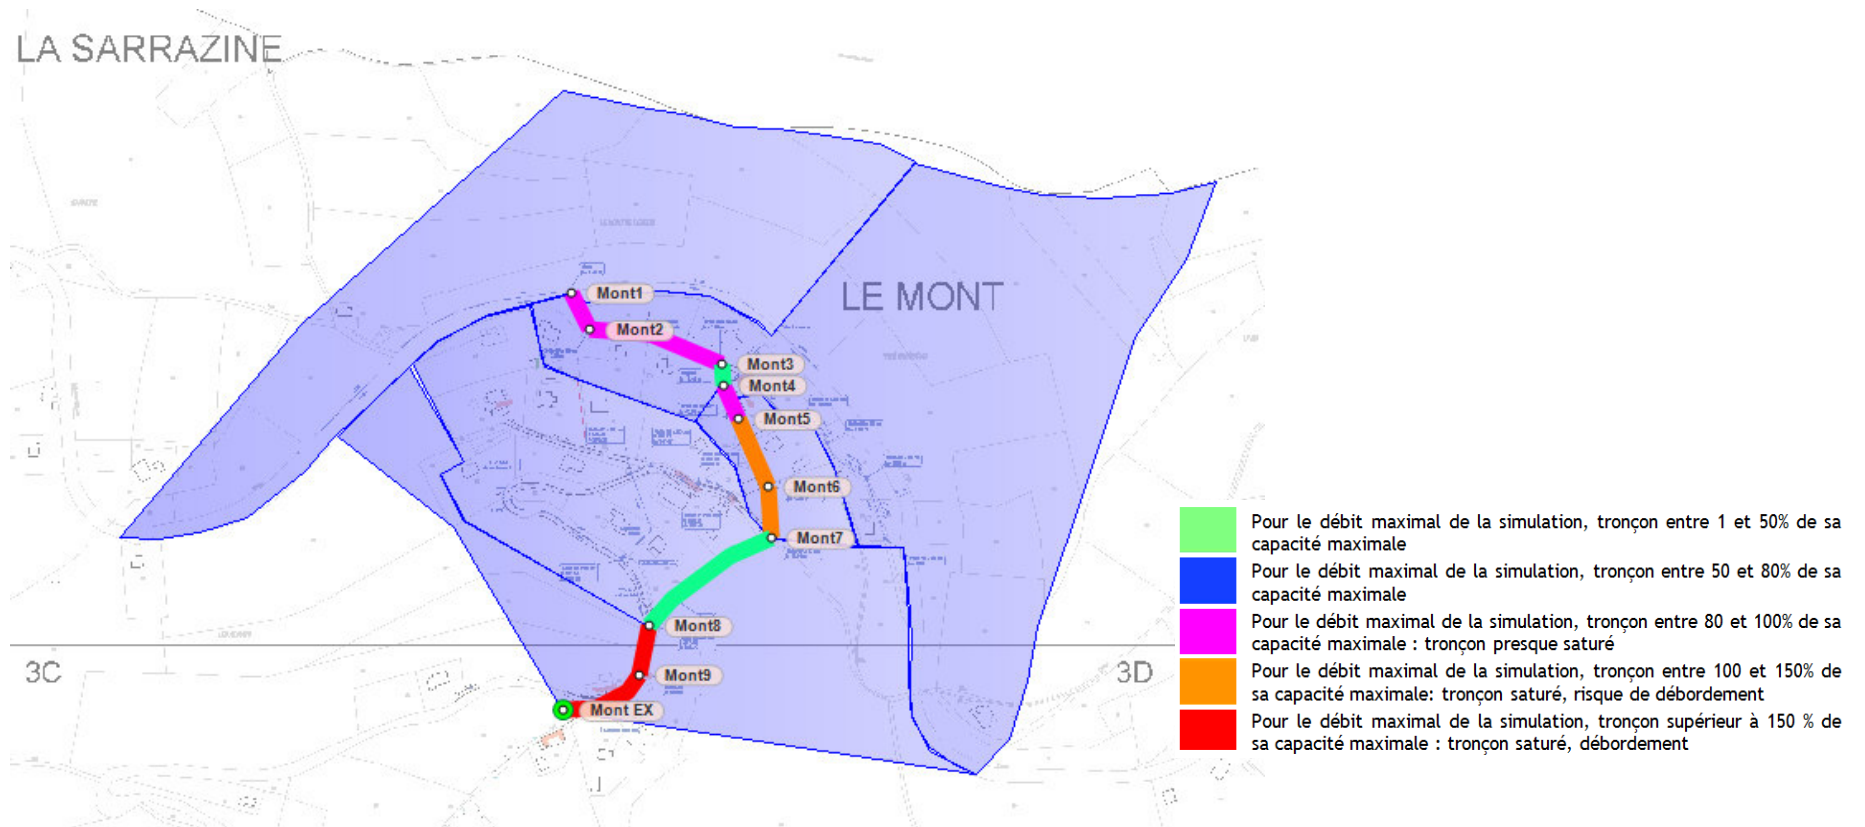 LA SARRAZINE
LE MONT
Mont1
Mont2
Mont3
Mont4
Mont5
Mont6
Mont7
Mont8
3C
3D
Mont9
Mont EX
Pour le débit maximal de la simulation, tronçon entre 1 et 50% de sa
capacité maximale
Pour le débit maximal de la simulation, tronçon entre 50 et 80% de sa
capacité maximale
Pour le débit maximal de la simulation, tronçon entre 80 et 100% de sa
capacité maximale : tronçon presque saturé
Pour le débit maximal de la simulation, tronçon entre 100 et 150% de
sa capacité maximale: tronçon saturé, risque de débordement
Pour le débit maximal de la simulation, tronçon supérieur à 150 % de
sa capacité maximale : tronçon saturé, débordement